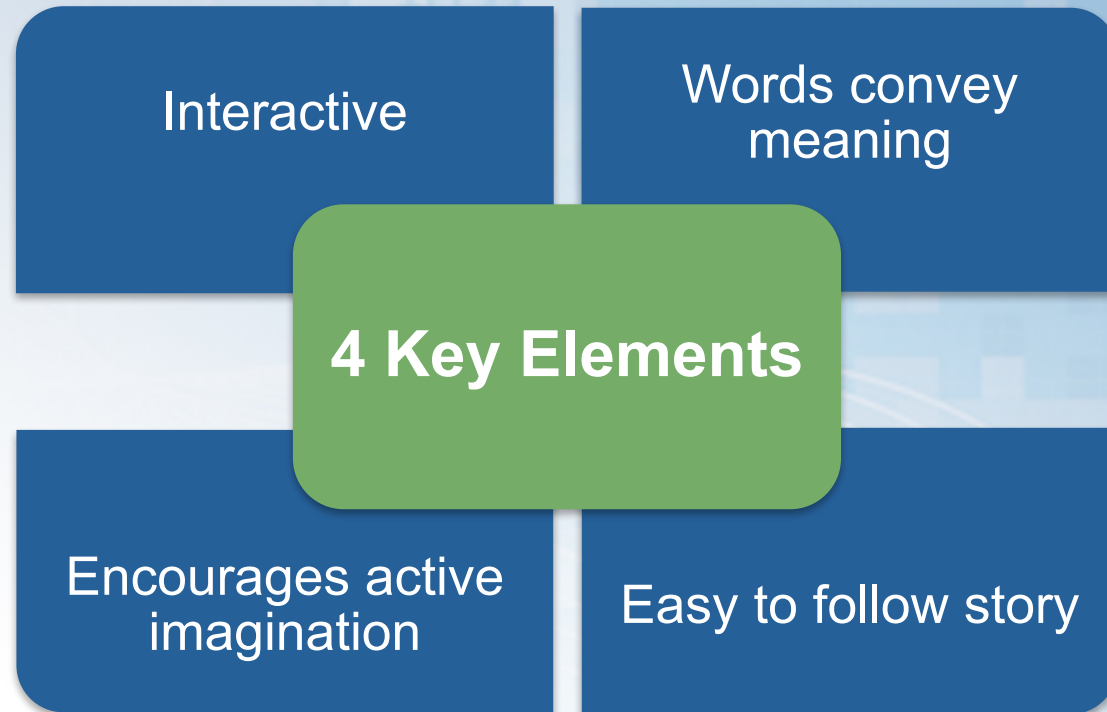 Interactive
Words convey
meaning
4 Key Elements
Encourages active
imagination
Easy to follow story